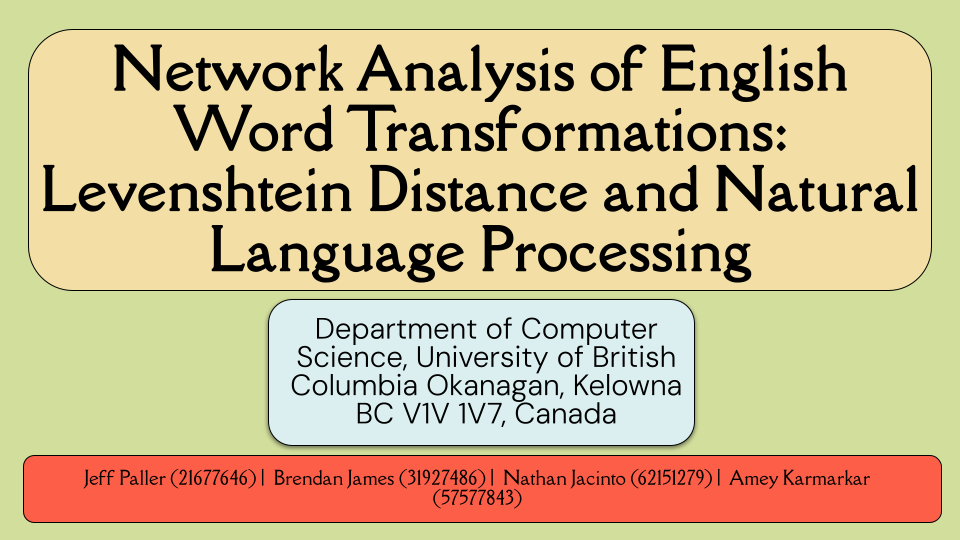 Network Analysis of English
Word Transformations:
Levenshtein Distance and Natural
Language Processing
Department of Computer
Science, University of British
Columbia Okanagan, Kelowna
BC V1V 1V7, Canada
Jeff Paller (21677646) | Brendan James (31927486) | Nathan Jacinto (62151279) | Amey Karmarkar
(57577843)